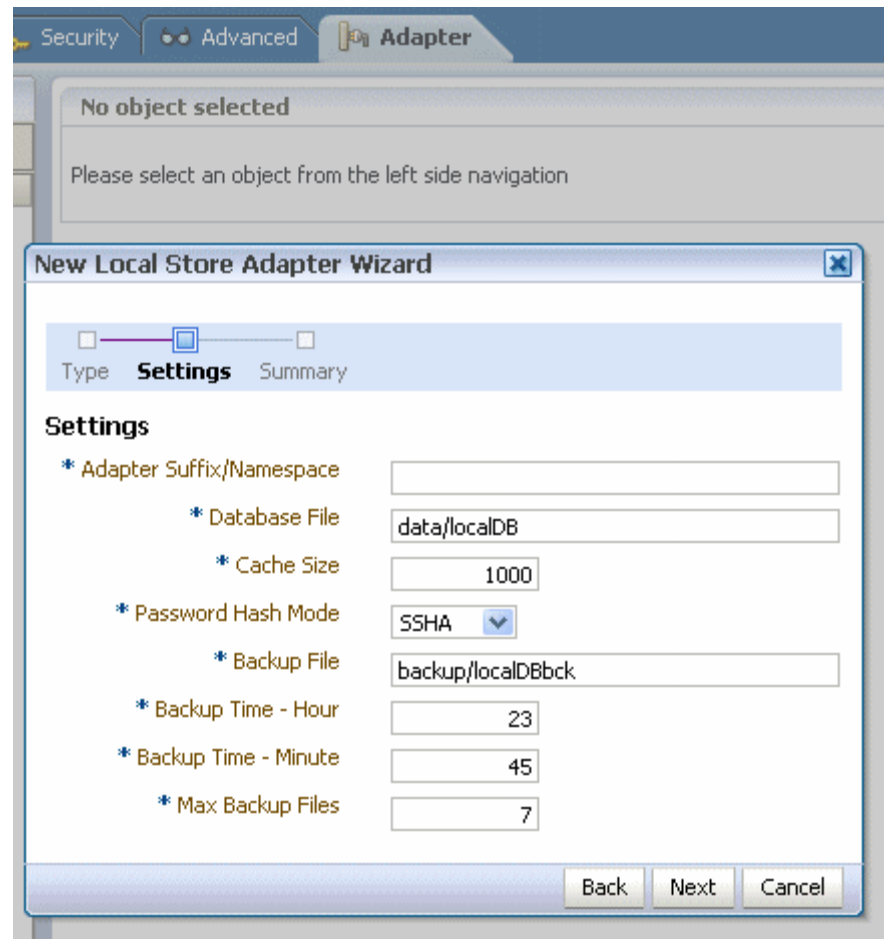 Security Advanced Adapter
No object selected
Please select an object from the left side navigation
New Local Store Adapter Wizard
Type Settings Summary
Settings
* Adapter Suffix/Namespace
* Database File data/localDB
* Cache Size 1000
* Password Hash Mode SSHA
* Backup File backup/localDBbck
* Backup Time - Hour 23
* Backup Time - Minute 45
* Max Backup Files 7
Back Next Cancel